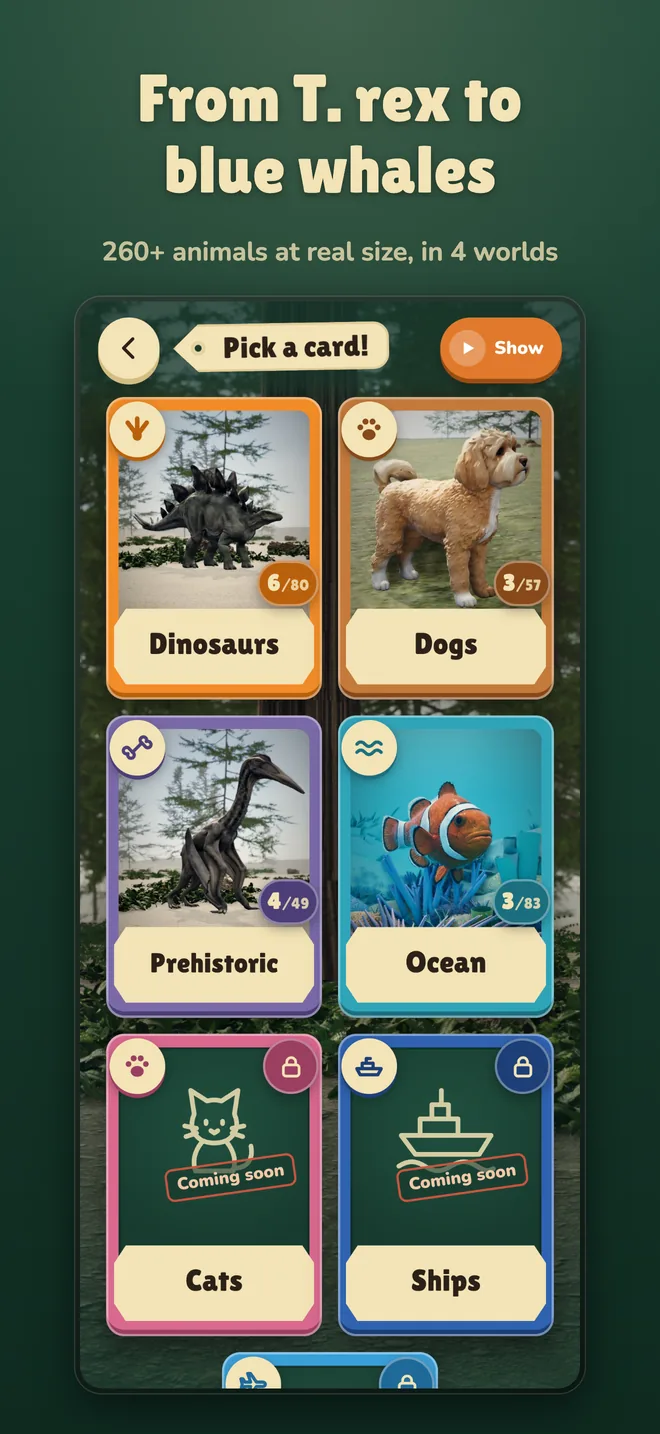 From T. rex to
blue whales
260+ animals at real size, in 4 worlds
Pick a card!
Show
6/80
Dinosaurs
3/57
Dogs
4/49
Prehistoric
3/83
Ocean
Coming soon
Cats
Coming soon
Ships